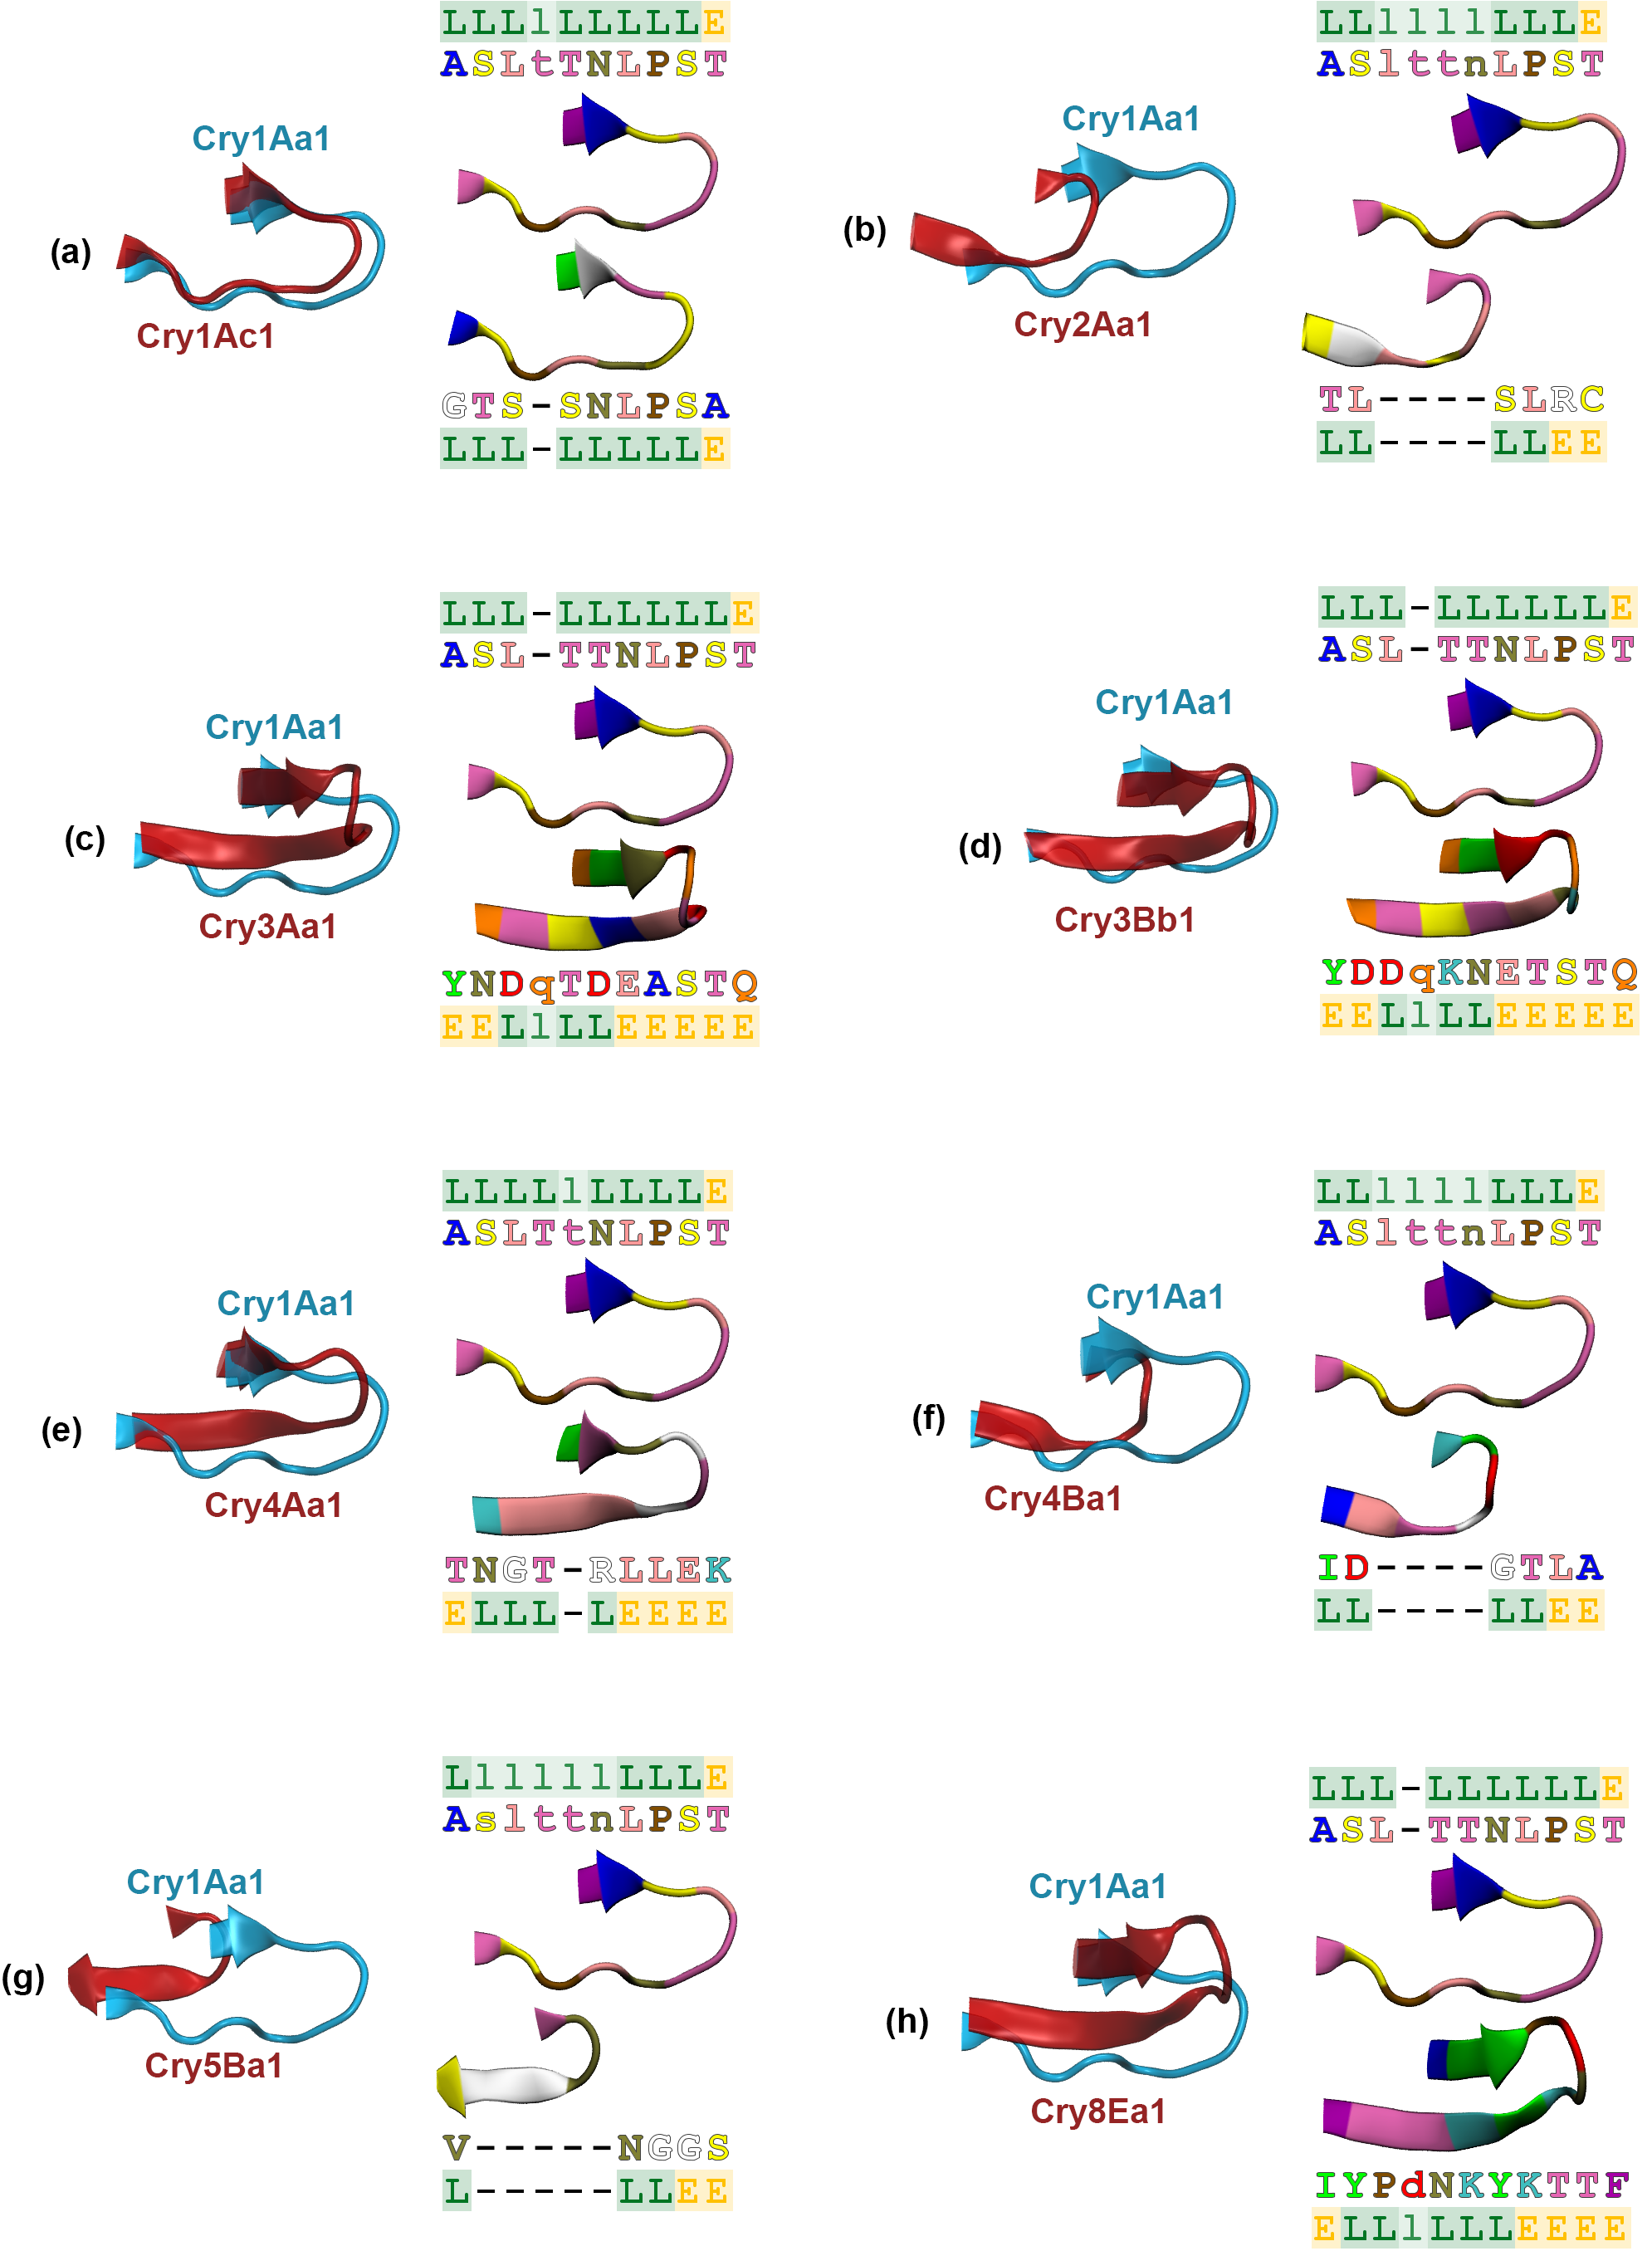 LLLlLLLLLE
ASLtTNLPST
Cry1Aa1
(a)
Cry1Ac1
GTS-SNLPSA
LLL-LLLLLE
LLllllLLLE
ASlttnLPST
Cry1Aa1
(b)
Cry2Aa1
TL----SLRC
LL----LLEE
LLL-LLLLLLE
ASL-TTNLPST
Cry1Aa1
(c)
Cry3Aa1
YNDqTDEASTQ
EELlLLEEEEE
LLL-LLLLLLE
ASL-TTNLPST
Cry1Aa1
(d)
Cry3Bb1
YDDqKNETSTQ
EELlLLEEEEE
LLLLlLLLLE
ASLTtNLPST
Cry1Aa1
(e)
Cry4Aa1
TNGT-RLLEK
ELLL-LEEEE
LLllllLLLE
ASlttnLPST
Cry1Aa1
(f)
Cry4Ba1
ID----GTLA
LL----LLEE
LlllllLLLE
AslttnLPST
Cry1Aa1
(g)
Cry5Ba1
V-----NGGS
L-----LLEE
LLL-LLLLLLE
ASL-TTNLPST
Cry1Aa1
(h)
Cry8Ea1
IYPdNKYKTTF
ELLlLLLEEEE